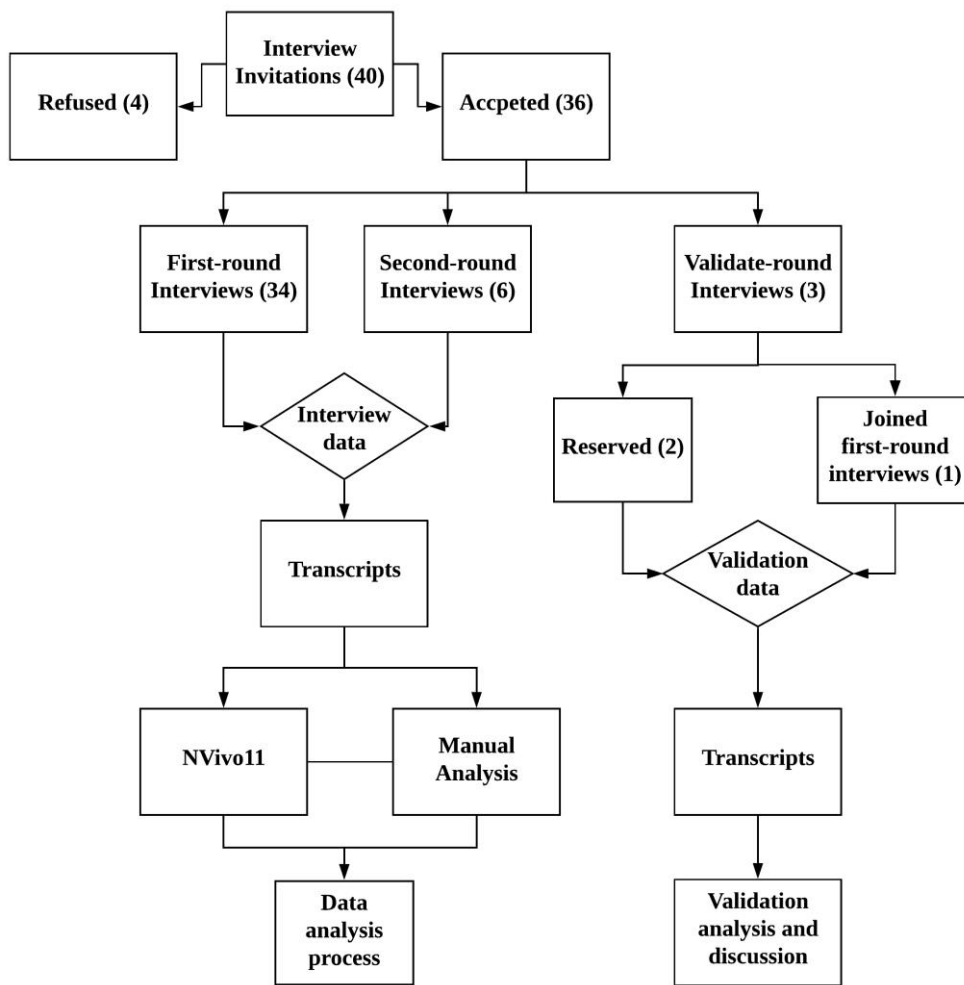 Interview
Invitations (40)
Refused (4)
Accpeted (36)
First-round
Interviews (34)
Second-round
Interviews (6)
Validate-round
Interviews (3)
Interview
data
Reserved (2)
Joined
first-round
interviews (1)
Transcripts
Validation
data
NVivo11
Manual
Analysis
Transcripts
Data
analysis
process
Validation
analysis and
discussion